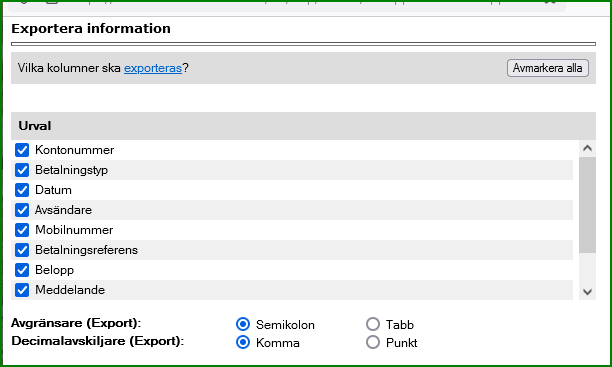 Exportera information
Vilka kolumner ska exporteras?
Avmarkera alla
Urval
Kontonummer
Betalningstyp
Datum
Avsändare
Mobilnummer
Betalningsreferens
Belopp
Meddelande
Avgränsare (Export): Semikolon Tabb
Decimalavskiljare (Export): Komma Punkt